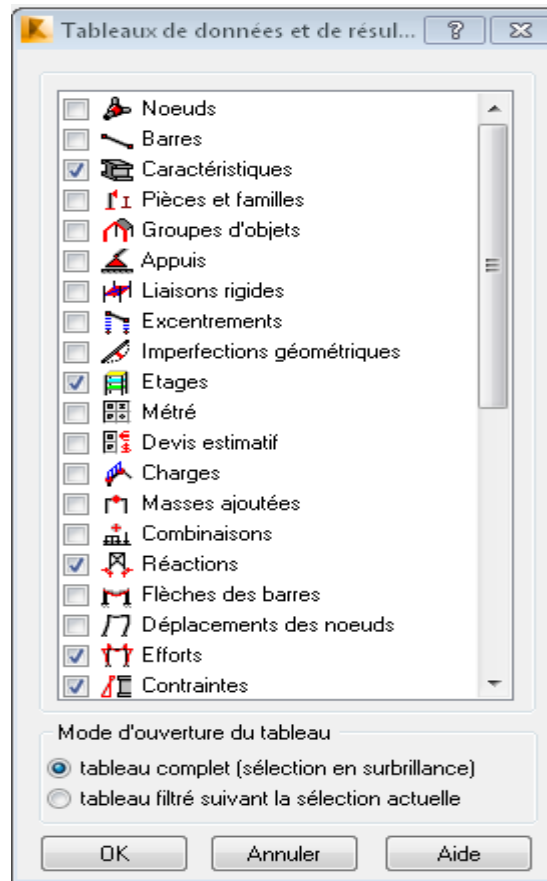 Tableaux de données et de résul...
Noeuds
Barres
Caractéristiques
Pièces et familles
Groupes d'objets
Appuis
Liaisons rigides
Excentrements
Imperfections géométriques
Etages
Métré
Devis estimatif
Charges
Masses ajoutées
Combinaisons
Réactions
Flèches des barres
Déplacements des noeuds
Efforts
Contraintes
Mode d'ouverture du tableau
tableau complet (sélection en surbrillance)
tableau filtré suivant la sélection actuelle
OK Annuler Aide